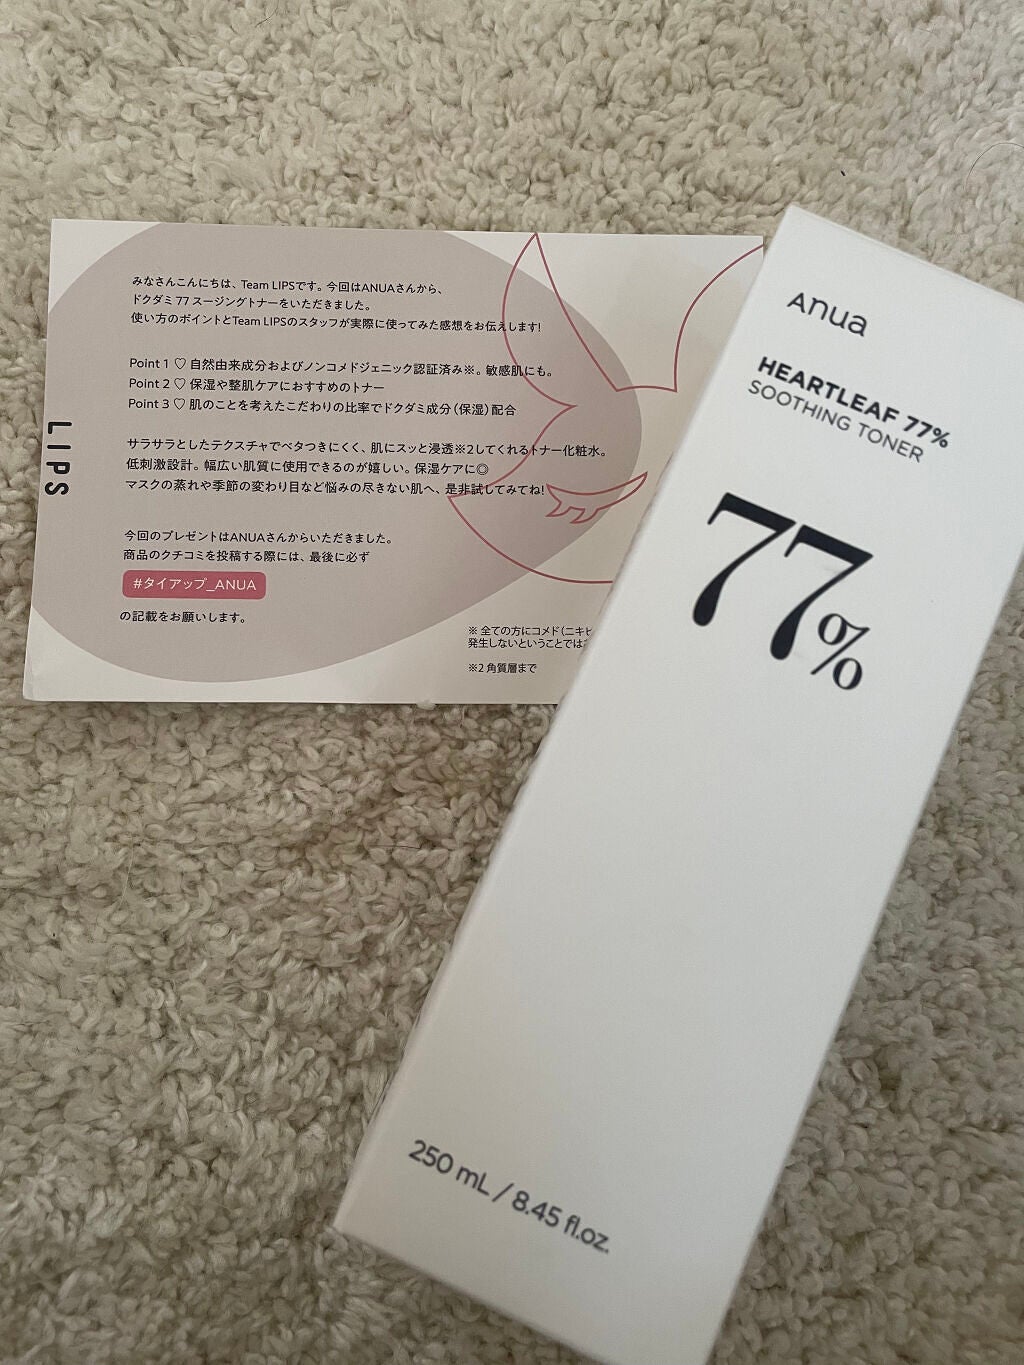 みなさんこんにちは、Team LIPSです。今回はANUAさんから、
ドクダミ 77 スージングトナーをいただきました。
使い方のポイントとTeam LIPSのスタッフが実際に使ってみた感想をお伝えします!
Point 1 ♡ 自然由来成分およびノンコメドジェニック認証済み※。敏感肌にも。
Point 2 ♡ 保湿や整肌ケアにおすすめのトナー
Point 3 ♡ 肌のことを考えたこだわりの比率でドクダミ成分(保湿)配合
サラサラとしたテクスチャでベタつきにくく、肌にスッと浸透※2してくれるトナー化粧水。
低刺激設計。幅広い肌質に使用できるのが嬉しい。保湿ケアに◎
マスクの蒸れや季節の変わり目など悩みの尽きない肌へ、是非試してみてね!
今回のプレゼントはANUAさんからいただきました。
商品のクチコミを投稿する際には、最後に必ず
#タイアップ_ANUA
の記載をお願いします。
※ 全ての方にコメド(ニキビ
発生しないということでは
※2 角質層まで
LIPS
Anua
HEARTLEAF 77%
SOOTHING TONER
77%
250 mL / 8.45 fl.oz.